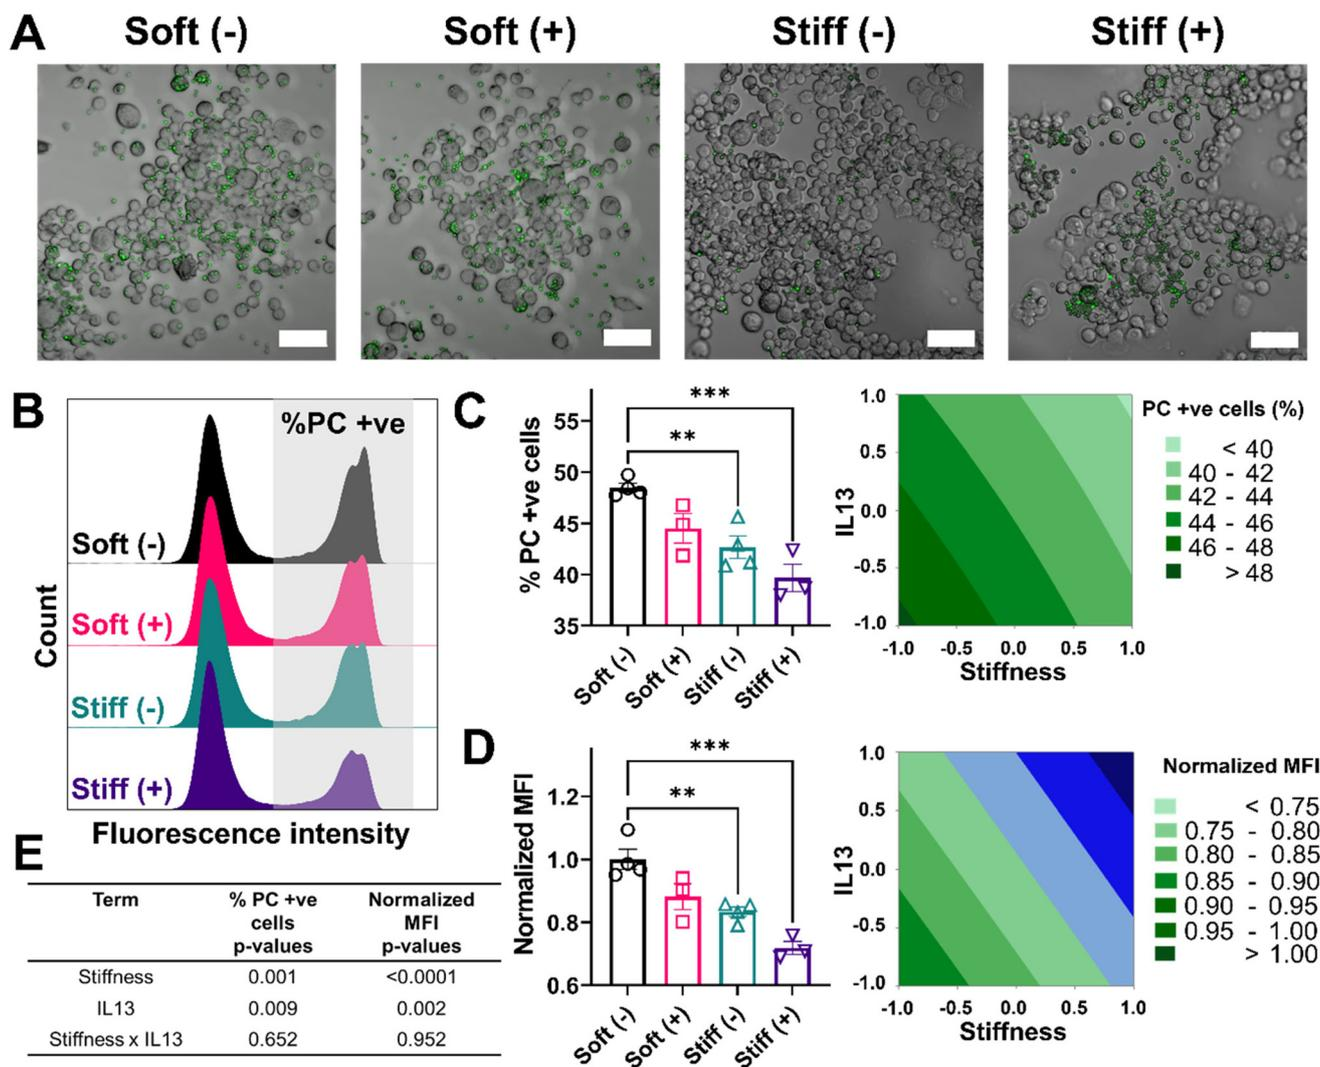 A
Soft (-)
Soft (+)
Stiff (-)
Stiff (+)
B
%PC +ve
Soft (-)
Soft (+)
Stiff (-)
Stiff (+)
Count
Fluorescence intensity
C
***
**
% PC +ve cells
55
50
45
40
35
Soft (-)
Soft (+)
Stiff (-)
Stiff (+)
1.0
0.5
0.0
-0.5
-1.0
IL13
-1.0 -0.5 0.0 0.5 1.0
Stiffness
PC +ve cells (%)
< 40
40 - 42
42 - 44
44 - 46
46 - 48
> 48
D
***
**
Normalized MFI
1.2
1.0
0.8
0.6
Soft (-)
Soft (+)
Stiff (-)
Stiff (+)
1.0
0.5
0.0
-0.5
-1.0
IL13
-1.0 -0.5 0.0 0.5 1.0
Stiffness
Normalized MFI
< 0.75
0.75 - 0.80
0.80 - 0.85
0.85 - 0.90
0.90 - 0.95
0.95 - 1.00
> 1.00
E
Term % PC +ve Normalized
cells MFI
p-values p-values
Stiffness 0.001 <0.0001
IL13 0.009 0.002
Stiffness x IL13 0.652 0.952